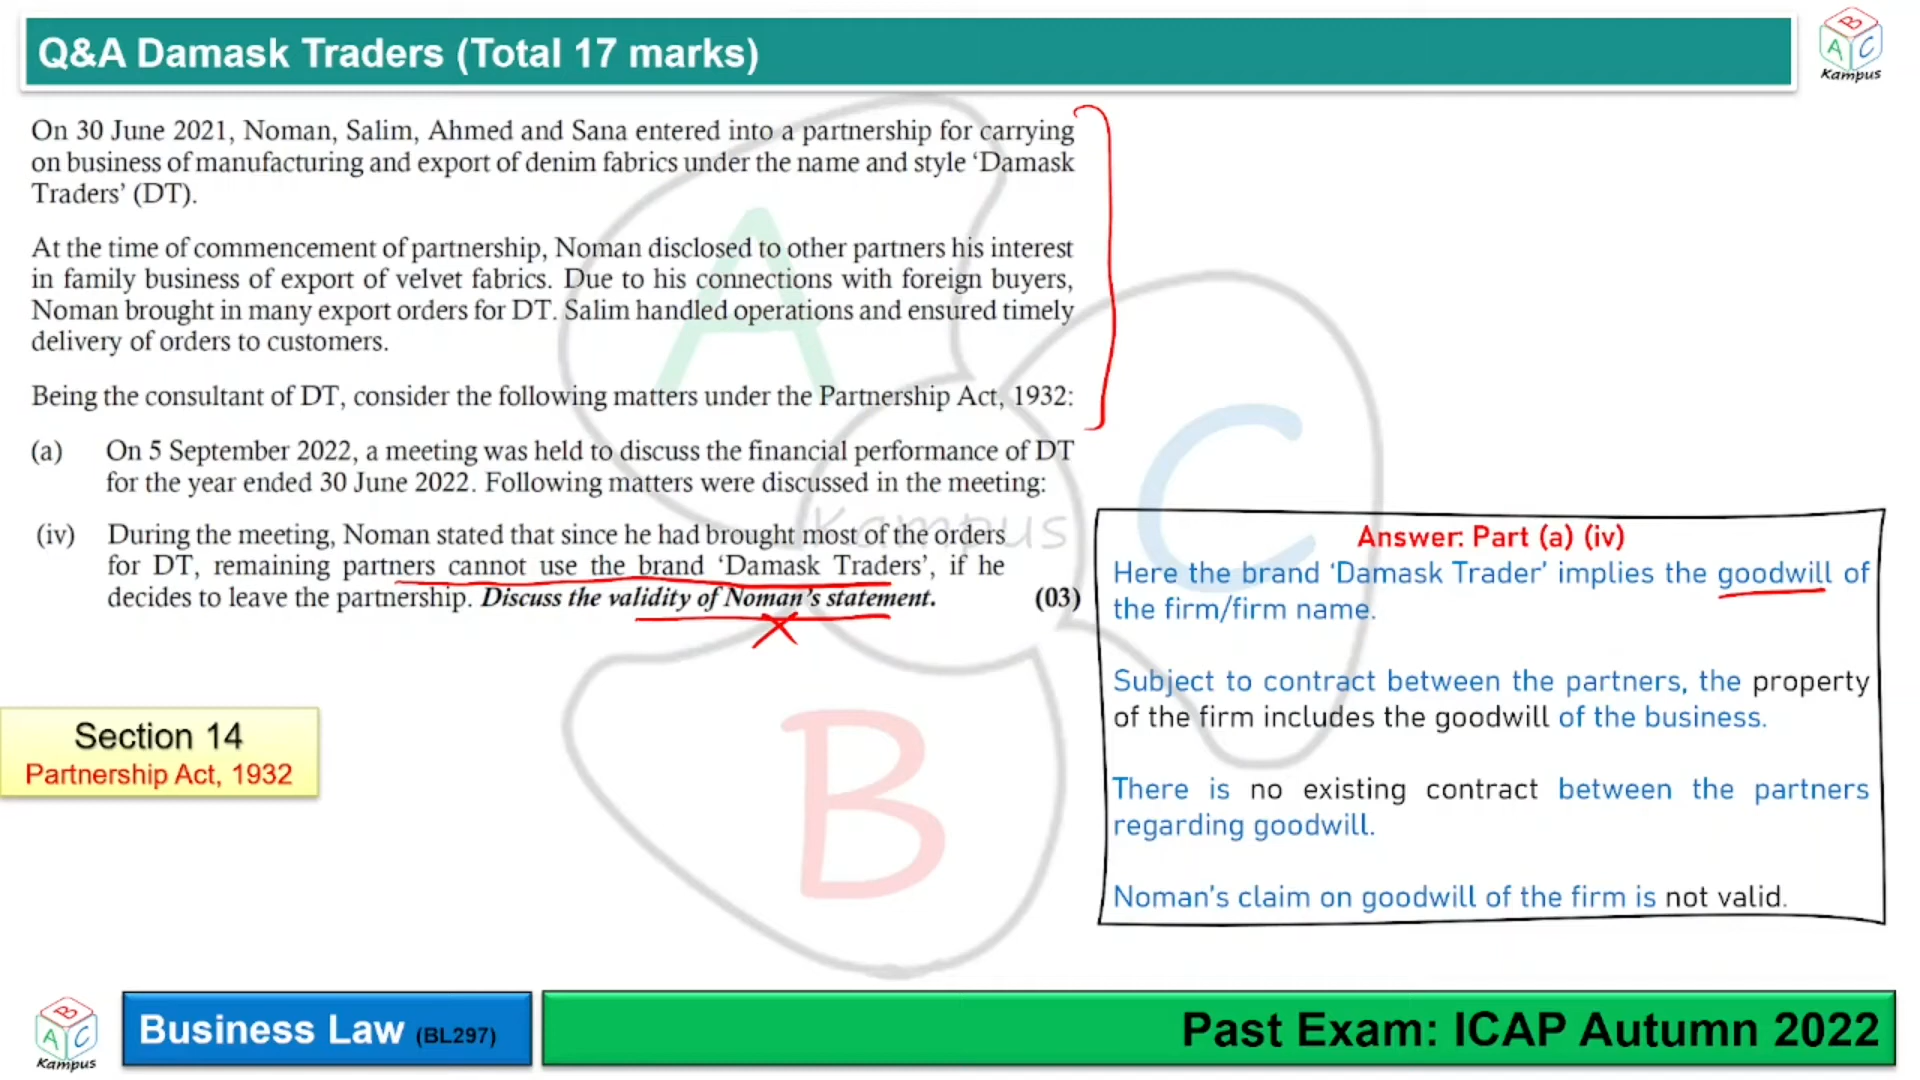 Q&A Damask Traders (Total 17 marks)
B
A C
Kampus
On 30 June 2021, Noman, Salim, Ahmed and Sana entered into a partnership for carrying
on business of manufacturing and export of denim fabrics under the name and style ‘Damask
Traders’ (DT).
At the time of commencement of partnership, Noman disclosed to other partners his interest
in family business of export of velvet fabrics. Due to his connections with foreign buyers,
Noman brought in many export orders for DT. Salim handled operations and ensured timely
delivery of orders to customers.
Being the consultant of DT, consider the following matters under the Partnership Act, 1932:
(a) On 5 September 2022, a meeting was held to discuss the financial performance of DT
for the year ended 30 June 2022. Following matters were discussed in the meeting:
(iv) During the meeting, Noman stated that since he had brought most of the orders
for DT, remaining partners cannot use the brand ‘Damask Traders’, if he
decides to leave the partnership. Discuss the validity of Noman’s statement. (03)
Answer: Part (a) (iv)
Here the brand ‘Damask Trader’ implies the goodwill of
the firm/firm name.
Subject to contract between the partners, the property
of the firm includes the goodwill of the business.
There is no existing contract between the partners
regarding goodwill.
Noman's claim on goodwill of the firm is not valid.
Section 14
Partnership Act, 1932
A
C
Kampus
B
B
A C
Kampus
Business Law (BL297)
Past Exam: ICAP Autumn 2022